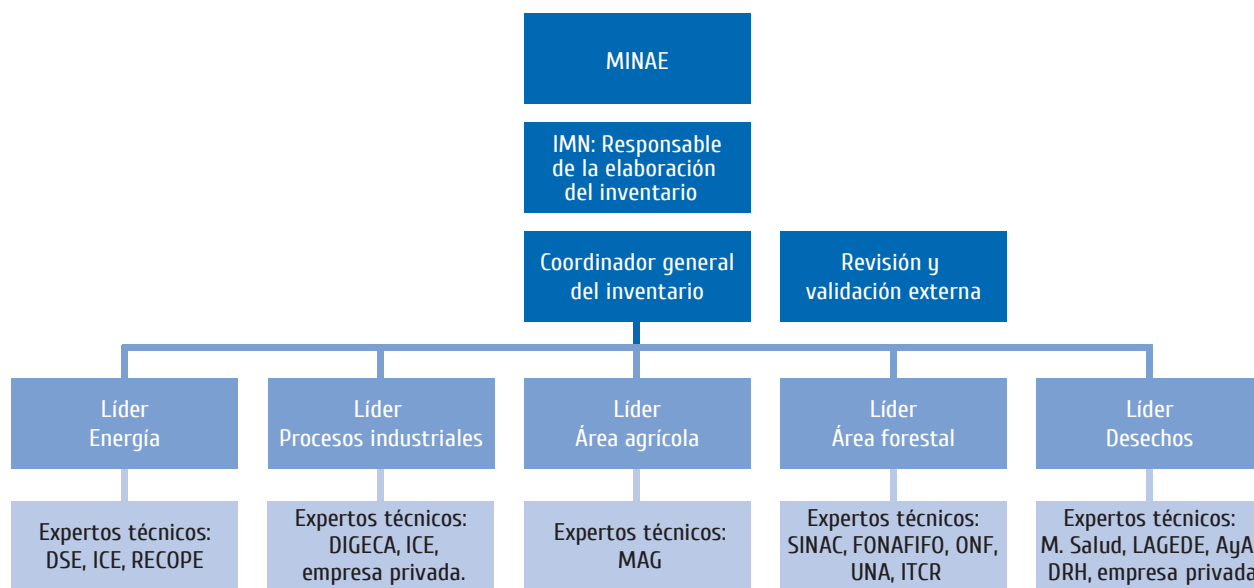 MINAE
IMN: Responsable
de la elaboración
del inventario
Coordinador general
del inventario
Revisión y
validación externa
Líder
Energía
Líder
Procesos industriales
Líder
Área agrícola
Líder
Área forestal
Líder
Desechos
Expertos técnicos:
DSE, ICE, RECOPE
Expertos técnicos:
DIGECA, ICE,
empresa privada.
Expertos técnicos:
MAG
Expertos técnicos:
SINAC, FONAFIFO, ONF,
UNA, ITCR
Expertos técnicos:
M. Salud, LAGEDE, AyA,
DRH, empresa privada